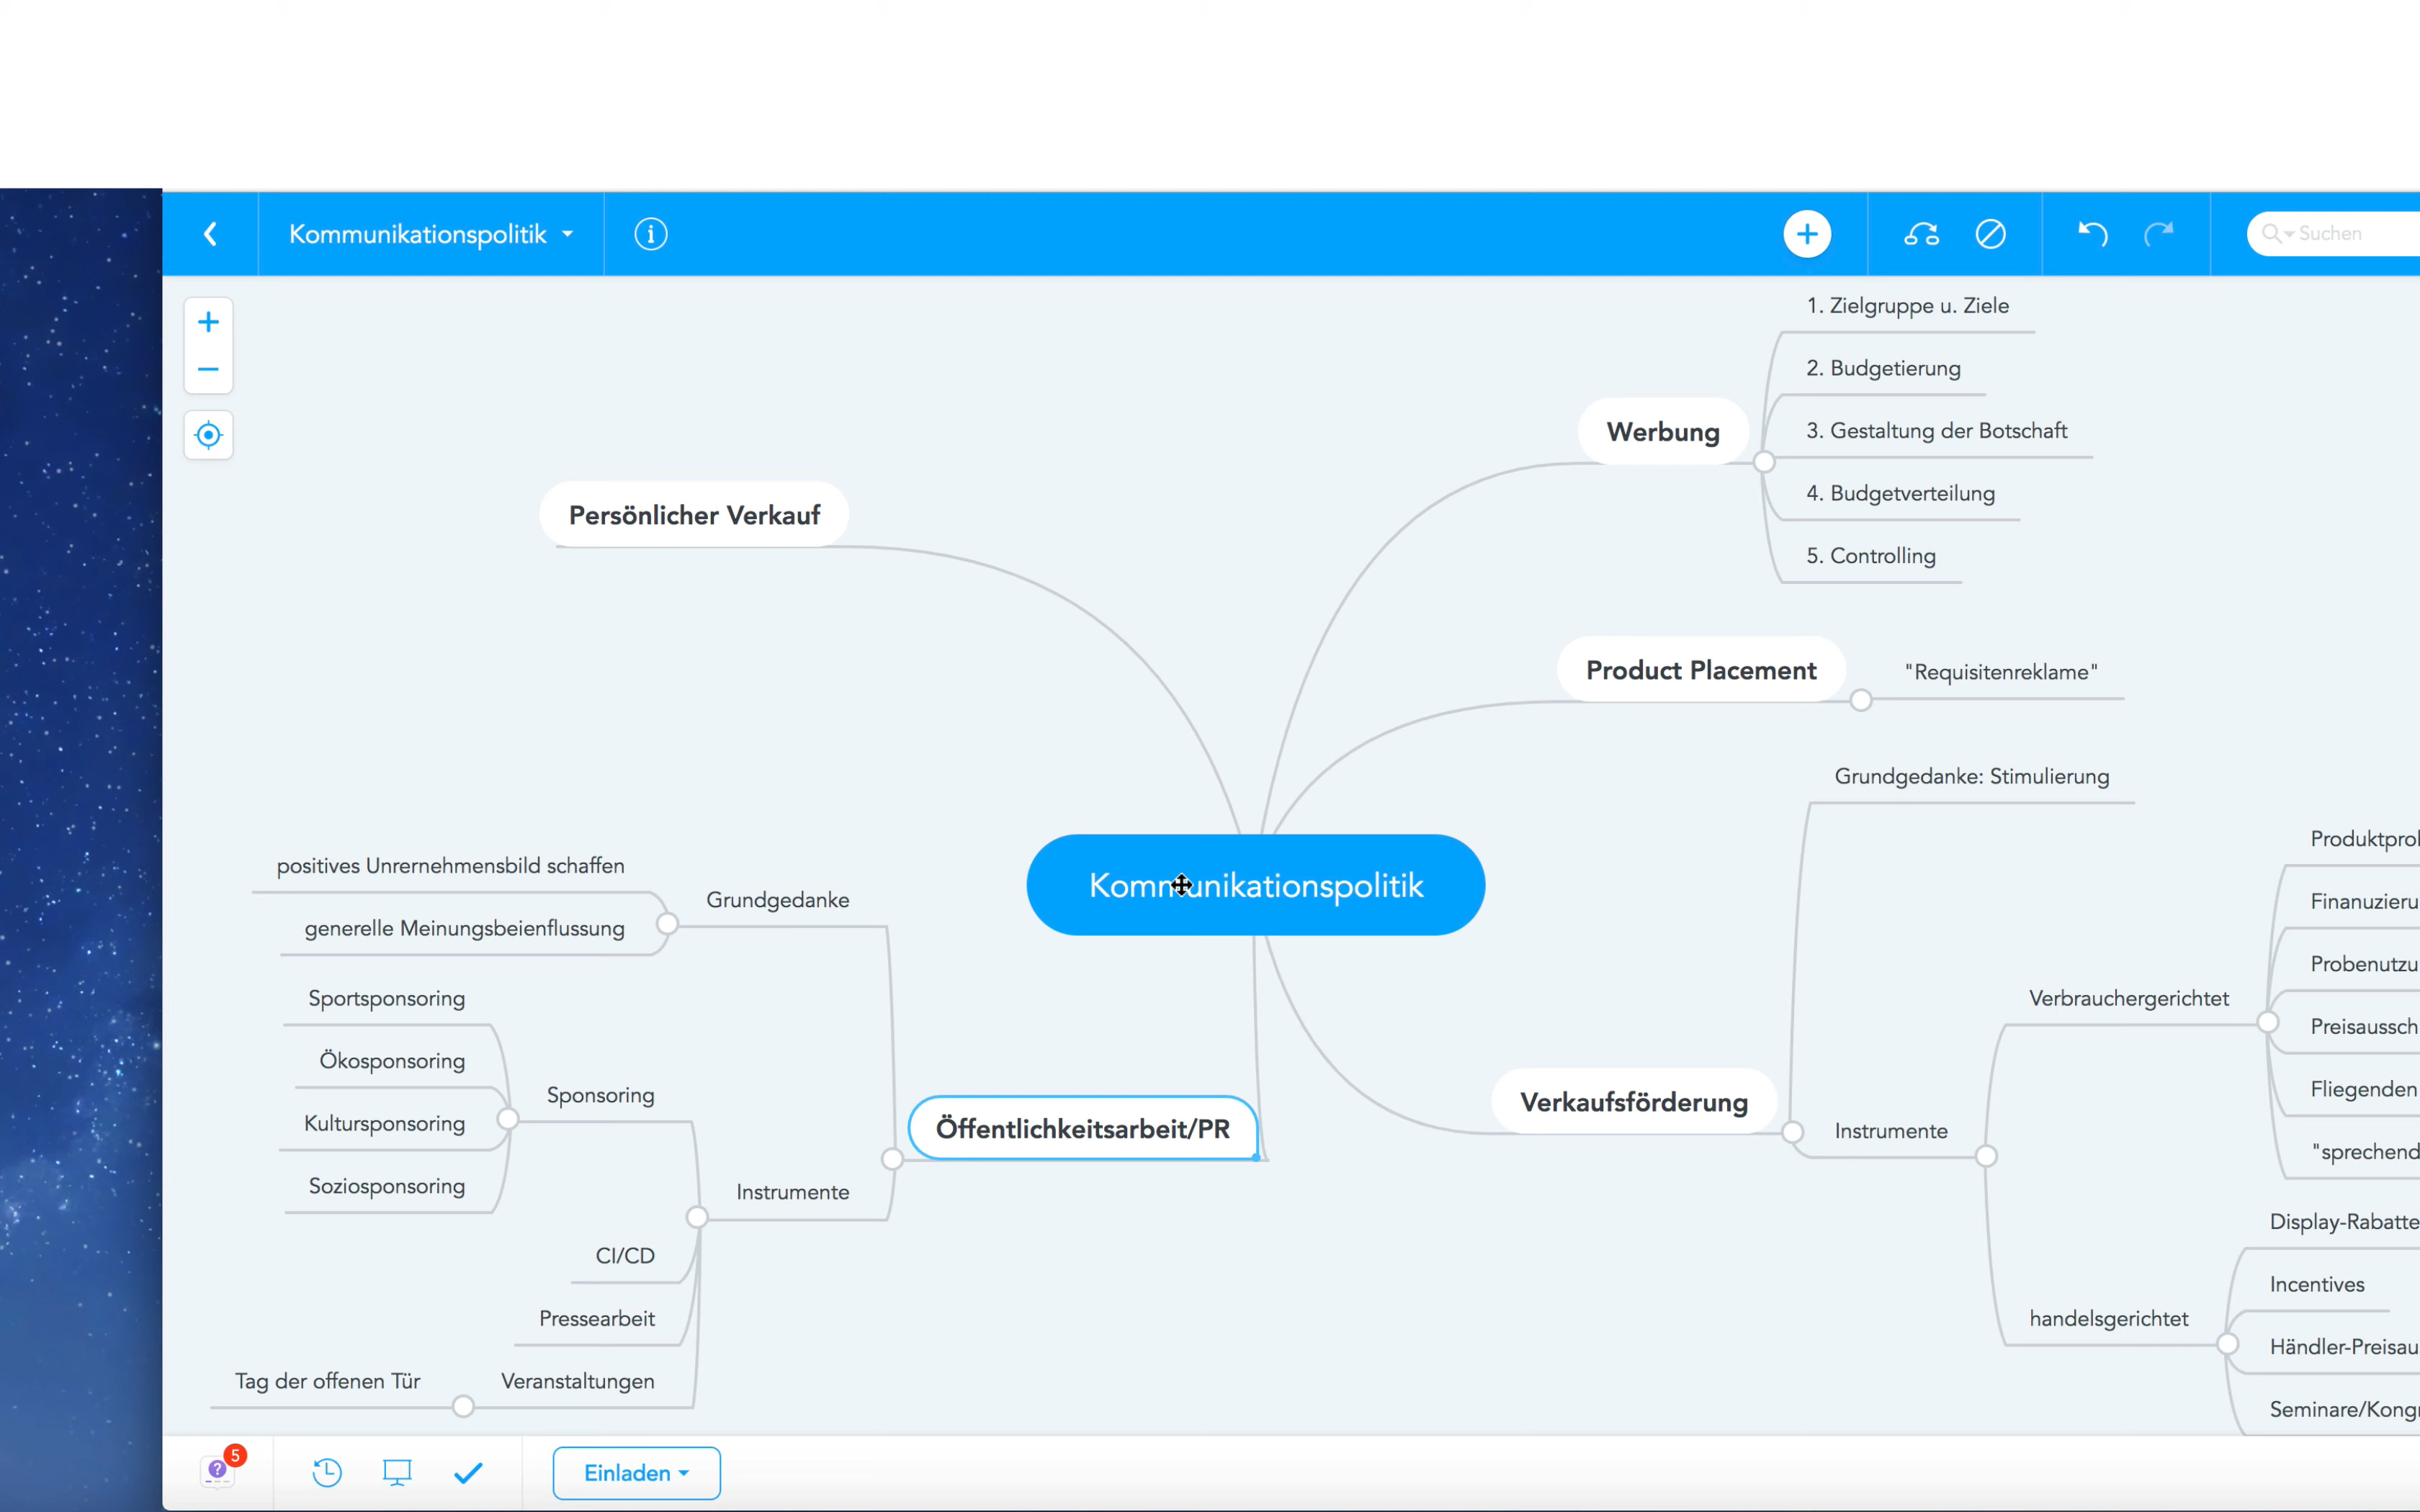 Kommunikationspolitik
Suchen
1. Zielgruppe u. Ziele
2. Budgetierung
Werbung
3. Gestaltung der Botschaft
4. Budgetverteilung
5. Controlling
Persönlicher Verkauf
Product Placement
"Requisitenreklame"
Grundgedanke: Stimulierung
Kommunikationspolitik
positives Unrernehmensbild schaffen
Grundgedanke
generelle Meinungsbeienflussung
Sportsponsoring
Ökosponsoring
Sponsoring
Kultursponsoring
Soziosponsoring
Öffentlichkeitsarbeit/PR
Instrumente
CI/CD
Pressearbeit
Tag der offenen Tür
Veranstaltungen
Verkaufsförderung
Instrumente
Verbrauchergerichtet
Produktprol
Finanuzieru
Probenutzu
Preisaussch
Fliegenden
"sprechend
handelsgerichtet
Display-Rabatte
Incentives
Händler-Preisau
Seminare/Kong
5
Einladen